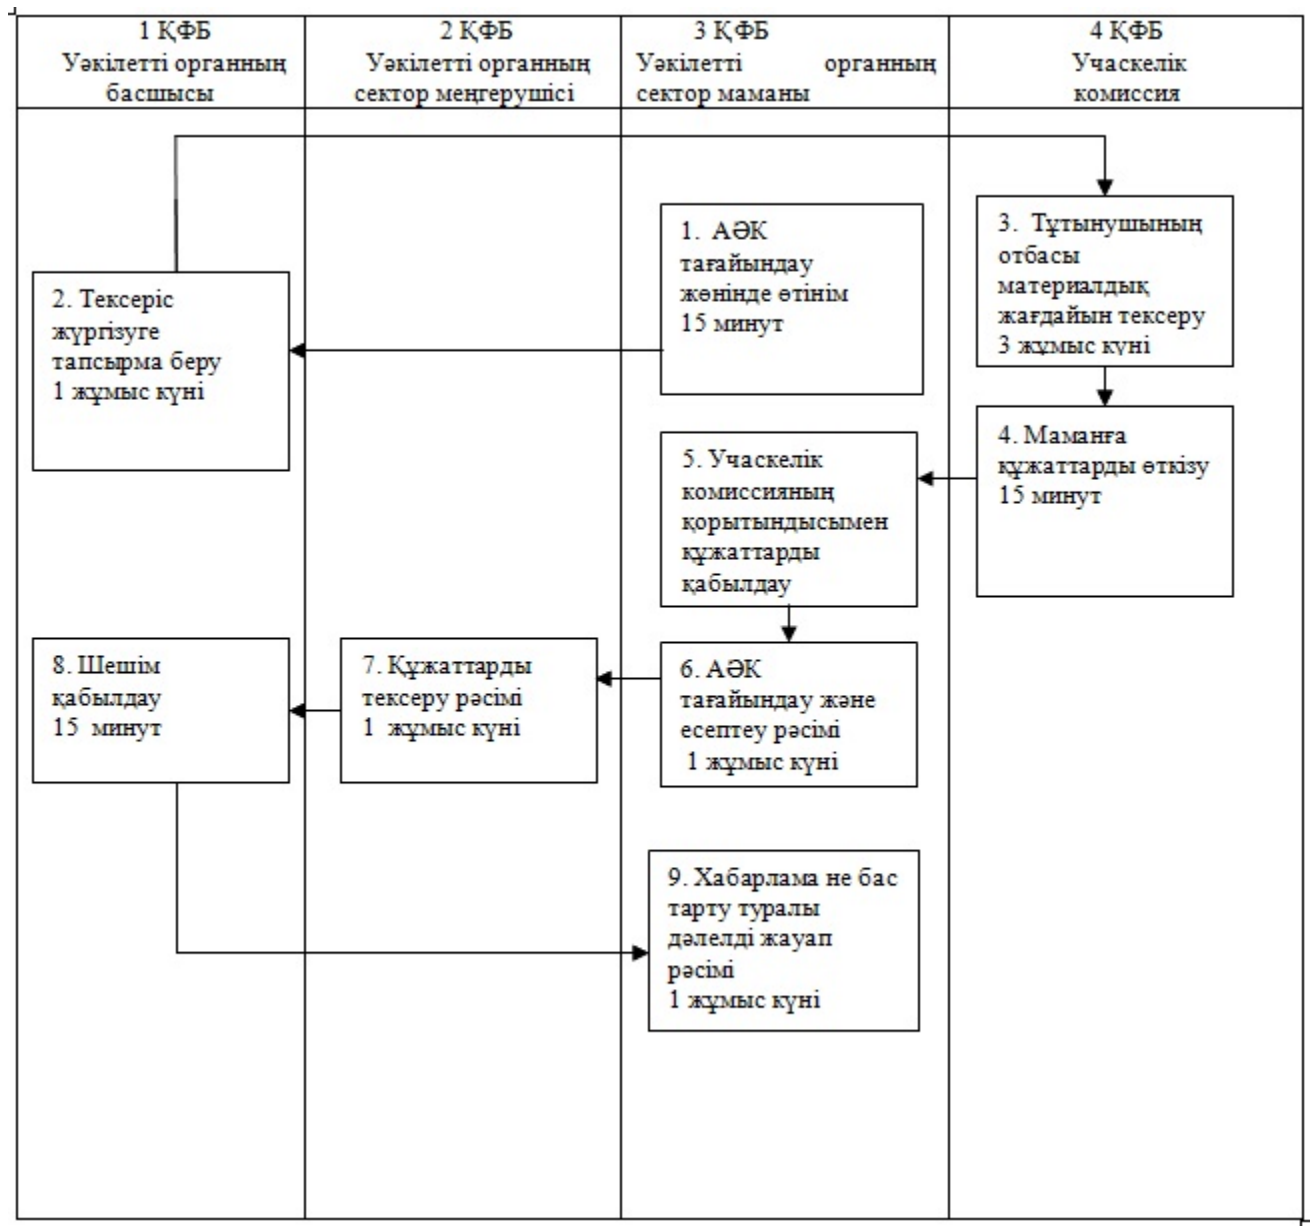 1 ҚФБ
Уәкілетті органның
басшысы
2 ҚФБ
Уәкілетті органның
сектор меңгерушісі
3 ҚФБ
Уәкілетті органның
сектор маманы
4 ҚФБ
Учаскелік
комиссия
1. АӘК
тағайындау
жөнінде өтінім
15 минут
2. Тексеріс
жүргізуге
тапсырма беру
1 жұмыс күні
3. Тұтынушының
отбасы
материалдық
жағдайын тексеру
3 жұмыс күні
4. Маманға
құжаттарды өткізу
15 минут
5. Учаскелік
комиссияның
қорытындысымен
құжаттарды
қабылдау
6. АӘК
тағайындау және
есептеу рәсімі
1 жұмыс күні
7. Құжаттарды
тексеру рәсімі
1 жұмыс күні
8. Шешім
қабылдау
15 минут
9. Хабарлама не бас
тарту туралы
дәлелді жауап
рәсімі
1 жұмыс күні